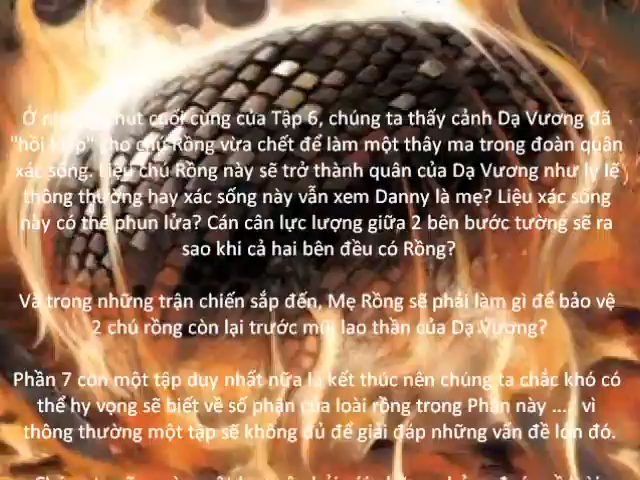 Ở phút cuối cùng của Tập 6, chúng ta thấy cảnh Dạ Vương đã
"hồi cho chú Rồng vừa chết để làm một thây ma trong đoàn quân
xác sống. Liệu chú Rồng này sẽ trở thành quân của Dạ Vương như lý lẽ
thông thường hay xác sống này vẫn xem Danny là mẹ? Liệu xác sống
này có thể phun lửa? Cán cân lực lượng giữa 2 bên bước tường sẽ ra
sao khi cả hai bên đều có Rồng?
Và trong những trận chiến sắp đến, Mẹ Rồng sẽ phải làm gì để bảo vệ
2 chú rồng còn lại trước mũi lao thần của Dạ Vương?
Phần 7 còn một tập duy nhất nữa là kết thúc nên chúng ta chắc khó có
thể hy vọng sẽ biết về số phận của loài rồng trong Phần này .... vì
thông thường một tập sẽ không đủ để giải đáp những vấn đề lớn đó.